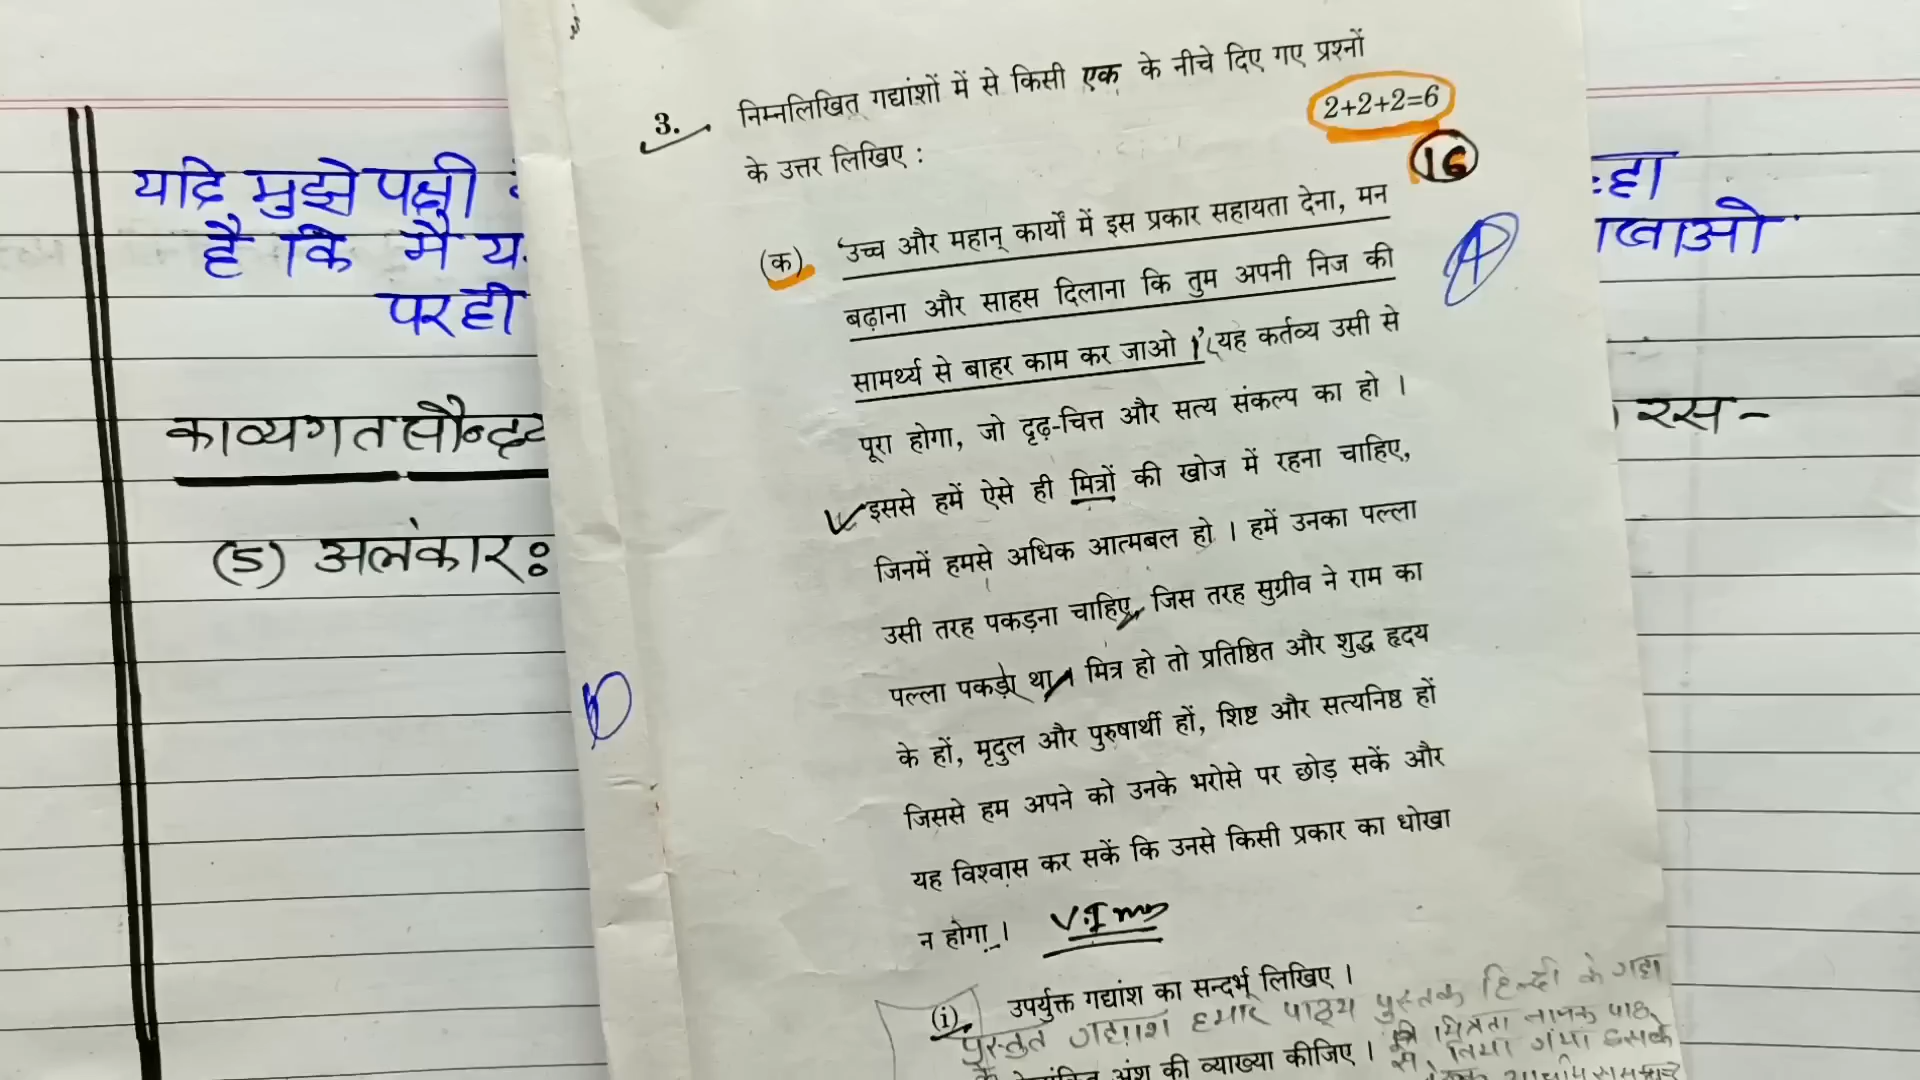 3. निम्नलिखित गद्यांशों में से किसी एक के नीचे दिए गए प्रश्नों
के उत्तर लिखिए :
2+2+2=6
16
(क) 'उच्च और महान् कार्यों में इस प्रकार सहायता देना, मन
बढ़ाना और साहस दिलाना कि तुम अपनी निज की
सामर्थ्य से बाहर काम कर जाओ ।' यह कर्तव्य उसी से
पूरा होगा, जो दृढ़-चित्त और सत्य संकल्प का हो ।
इससे हमें ऐसे ही मित्रों की खोज में रहना चाहिए,
जिनमें हमसे अधिक आत्मबल हो । हमें उनका पल्ला
उसी तरह पकड़ना चाहिए, जिस तरह सुग्रीव ने राम का
पल्ला पकड़ा था । मित्र हो तो प्रतिष्ठित और शुद्ध हृदय
के हों, मृदुल और पुरुषार्थी हों, शिष्ट और सत्यनिष्ठ हों
जिससे हम अपने को उनके भरोसे पर छोड़ सकें और
यह विश्वास कर सकें कि उनसे किसी प्रकार का धोखा
न होगा ।
V.Imp
(i) उपर्युक्त गद्यांश का सन्दर्भ लिखिए ।
प्रस्तुत गद्यांश हमारे पाठ्य पुस्तक हिन्दी के गद्य
मित्रता नामक पाठ
से लिया गया है इसके
अंश की व्याख्या कीजिए ।
यदि मुझे पक्षी
है कि मै
पर ही
काव्यगत
(5) अलंकार:
रस-